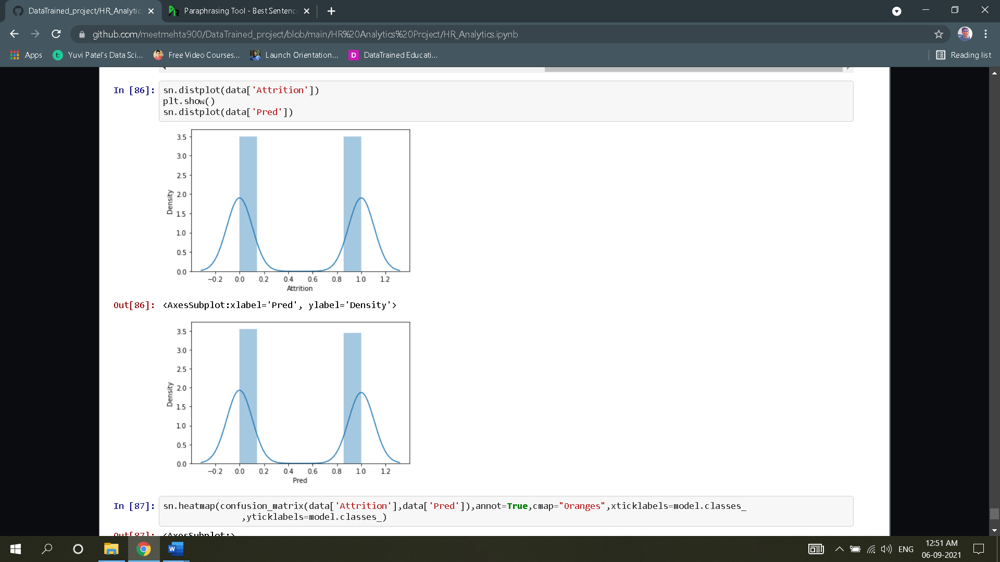 DataTrained_project/HR_Analytic
Paraphrasing Tool - Best Sentenc
github.com/meetmehta900/DataTrained_project/blob/main/HR%20Analytics%20Project/HR_Analytics.ipynb
Apps
Yuvi Patel's Data Sci...
Free Video Courses...
Launch Orientation...
D DataTrained Educati...
Reading list
In [86]: sn.distplot(data['Attrition'])
plt.show()
sn.distplot(data['Pred'])
3.5
3.0
2.5
2.0
1.5
1.0
0.5
0.0
Density
−0.2 0.0 0.2 0.4 0.6 0.8 1.0 1.2
Attrition
Out[86]: <AxesSubplot:xlabel='Pred', ylabel='Density'>
3.5
3.0
2.5
2.0
1.5
1.0
0.5
0.0
Density
−0.2 0.0 0.2 0.4 0.6 0.8 1.0 1.2
Pred
In [87]: sn.heatmap(confusion_matrix(data['Attrition'],data['Pred']),annot=True,cmap="Oranges",xticklabels=model.classes_
,yticklabels=model.classes_)
Out[87]: <AxesSubplot:>
W
ENG
12:51 AM
06-09-2021